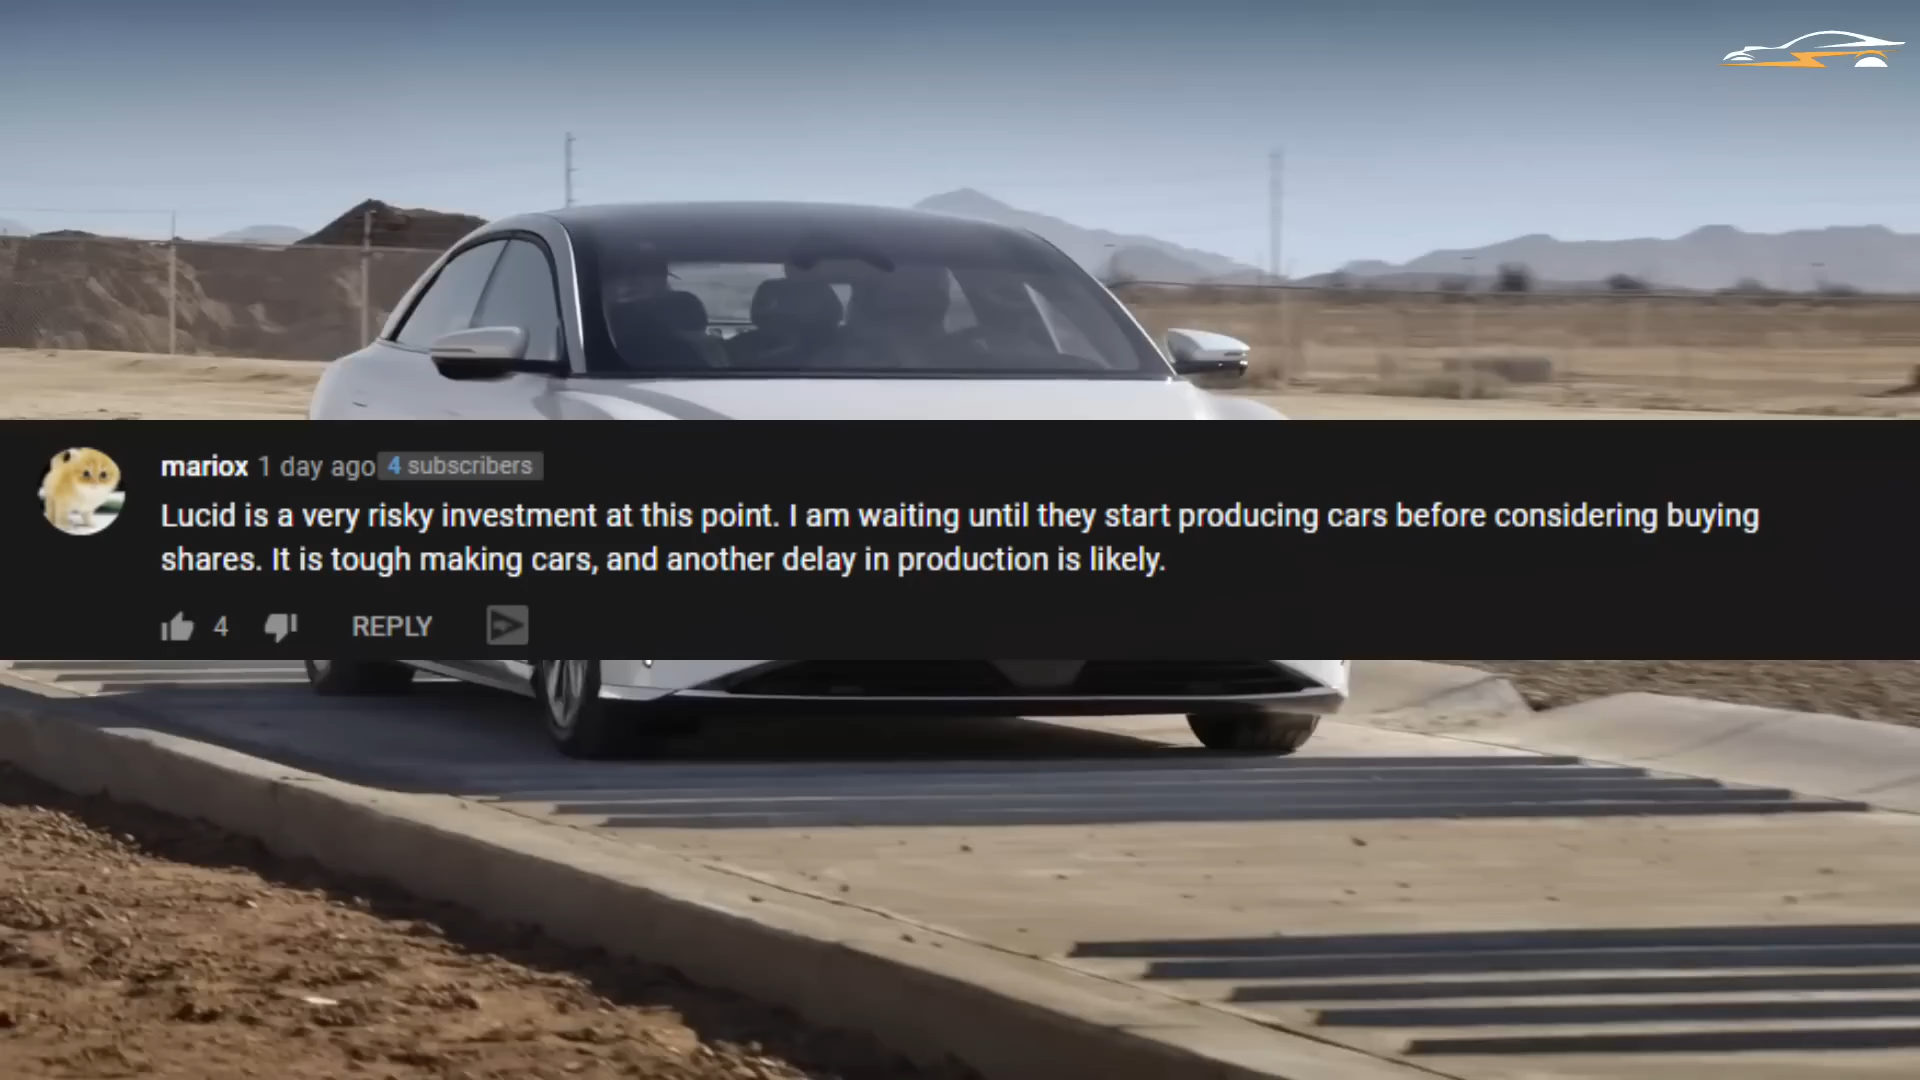 mariox 1 day ago 4 subscribers
Lucid is a very risky investment at this point. I am waiting until they start producing cars before considering buying
shares. It is tough making cars, and another delay in production is likely.
4 REPLY